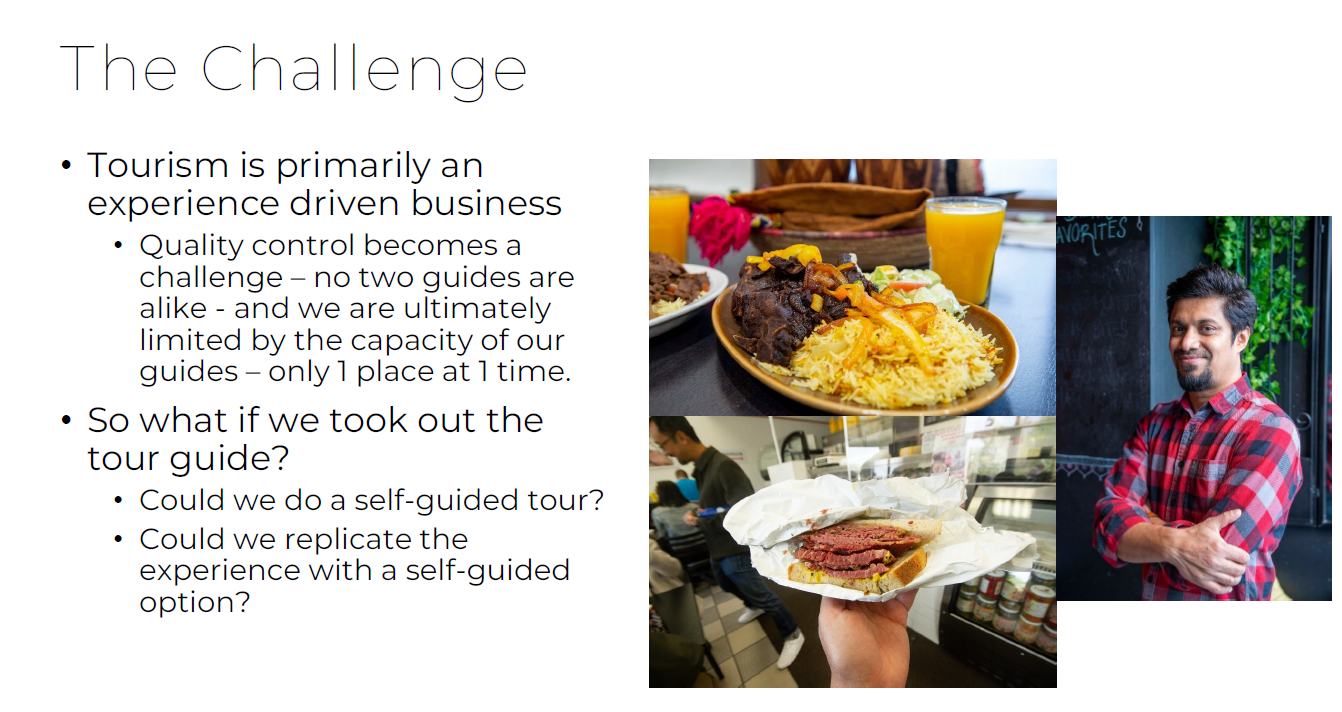 The Challenge
• Tourism is primarily an
experience driven business
• Quality control becomes a
challenge – no two guides are
alike - and we are ultimately
limited by the capacity of our
guides – only 1 place at 1 time.
• So what if we took out the
tour guide?
• Could we do a self-guided tour?
• Could we replicate the
experience with a self-guided
option?
AVORITES